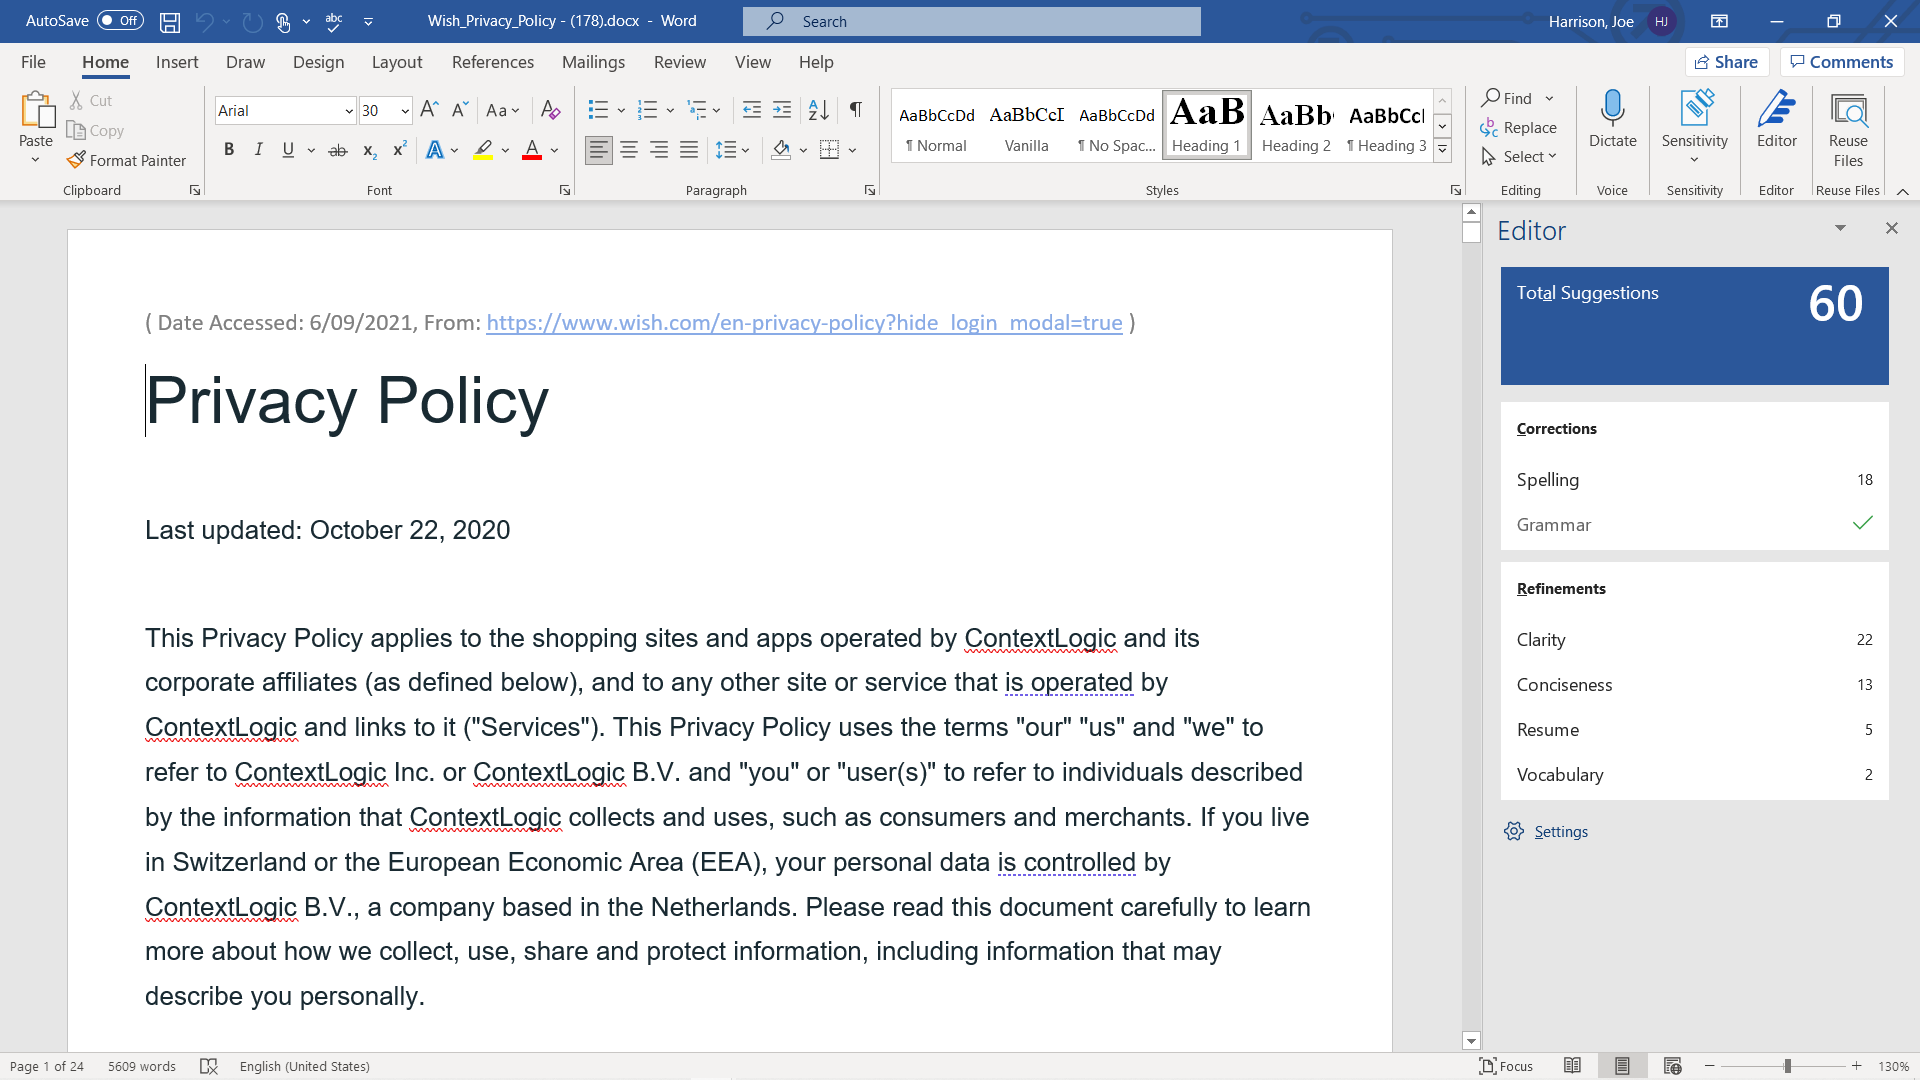 AutoSave Off abc Wish_Privacy_Policy - (178).docx - Word Search Harrison, Joe HJ
File Home Insert Draw Design Layout References Mailings Review View Help Share Comments
Paste Cut Copy Format Painter Clipboard
Arial 30 Aa B I U ab x2 x2 A A Font
Paragraph
AaBbCcDd ¶ Normal AaBbCcI Vanilla AaBbCcDd ¶ No Spac... AaB Heading 1 AaBb Heading 2 AaBbCcI ¶ Heading 3 Styles
Find Replace Select Editing
Dictate Voice
Sensitivity Sensitivity
Editor Editor
Reuse Files Reuse Files
( Date Accessed: 6/09/2021, From: https://www.wish.com/en-privacy-policy?hide_login_modal=true )
Privacy Policy
Last updated: October 22, 2020
This Privacy Policy applies to the shopping sites and apps operated by ContextLogic and its
corporate affiliates (as defined below), and to any other site or service that is operated by
ContextLogic and links to it ("Services"). This Privacy Policy uses the terms "our" "us" and "we" to
refer to ContextLogic Inc. or ContextLogic B.V. and "you" or "user(s)" to refer to individuals described
by the information that ContextLogic collects and uses, such as consumers and merchants. If you live
in Switzerland or the European Economic Area (EEA), your personal data is controlled by
ContextLogic B.V., a company based in the Netherlands. Please read this document carefully to learn
more about how we collect, use, share and protect information, including information that may
describe you personally.
Editor
Total Suggestions 60
Corrections
Spelling 18
Grammar
Refinements
Clarity 22
Conciseness 13
Resume 5
Vocabulary 2
Settings
Page 1 of 24 5609 words English (United States) Focus 130%